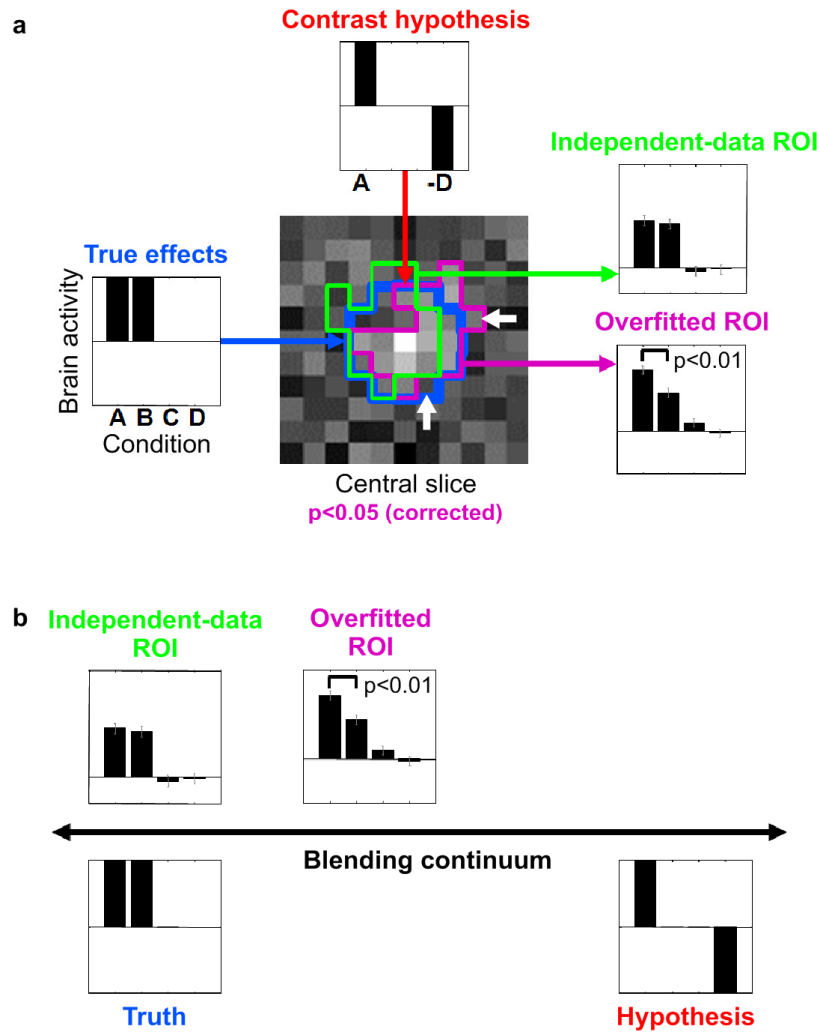 a
Contrast hypothesis
A -D
Independent-data ROI
True effects
Brain activity
A B C D
Condition
Overfitted ROI
p<0.01
Central slice
p<0.05 (corrected)
b
Independent-data
ROI
Overfitted
ROI
p<0.01
Blending continuum
Truth
Hypothesis